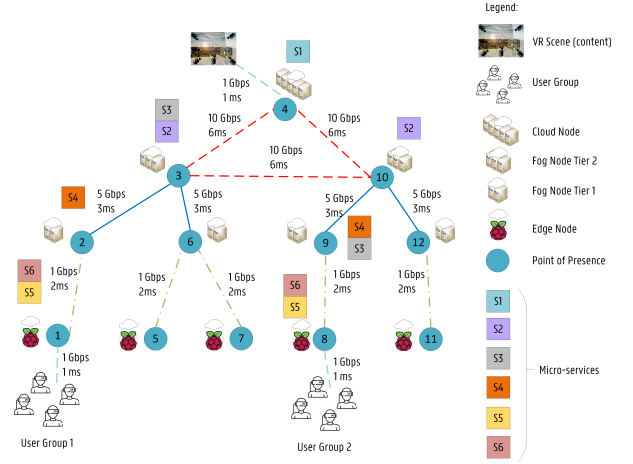 Legend:
VR Scene (content)
User Group
Cloud Node
Fog Node Tier 2
Fog Node Tier 1
Edge Node
Point of Presence
S1
S2
S3
S4
S5
S6
Micro-services
S1
1 Gbps
1 ms
4
10 Gbps
6ms
10 Gbps
6ms
S3
S2
S2
10 Gbps
6ms
3
10
S4
5 Gbps
3ms
5 Gbps
3ms
5 Gbps
3ms
5 Gbps
3ms
S4
S3
2
6
9
12
S6
S5
1 Gbps
2ms
1 Gbps
2ms
1 Gbps
2ms
S6
S5
1 Gbps
2ms
1 Gbps
2ms
1
5
7
8
11
1 Gbps
1 ms
1 Gbps
1 ms
User Group 1
User Group 2